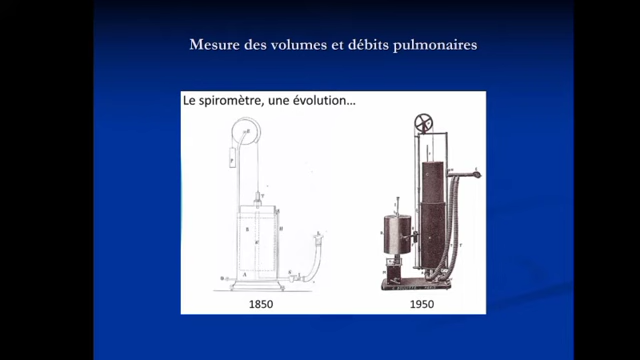 Mesure des volumes et débits pulmonaires
Le spiromètre, une évolution...
1850
1950